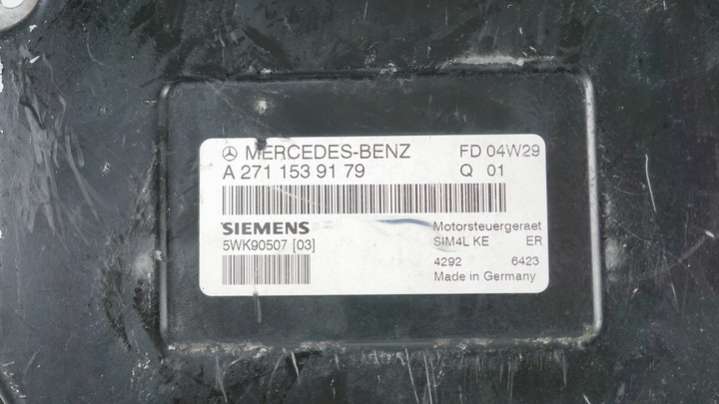 MERCEDES-BENZ FD 04W29
A 271 153 91 79 Q 01
SIEMENS Motorsteuergeraet
5WK90507 [03] SIM4L KE ER
4292 6423
Made in Germany